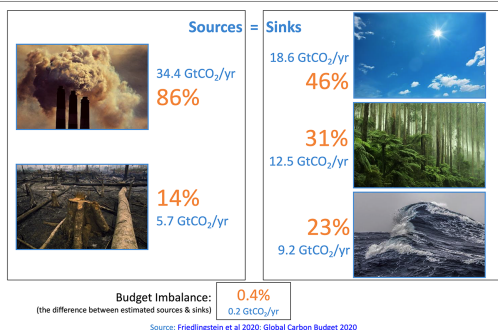 Sources = Sinks
34.4 GtCO₂/yr
86%
14%
5.7 GtCO₂/yr
18.6 GtCO₂/yr
46%
31%
12.5 GtCO₂/yr
23%
9.2 GtCO₂/yr
Budget Imbalance:
(the difference between estimated sources & sinks)
0.4%
0.2 GtCO₂/yr
Source: Friedlingstein et al 2020; Global Carbon Budget 2020